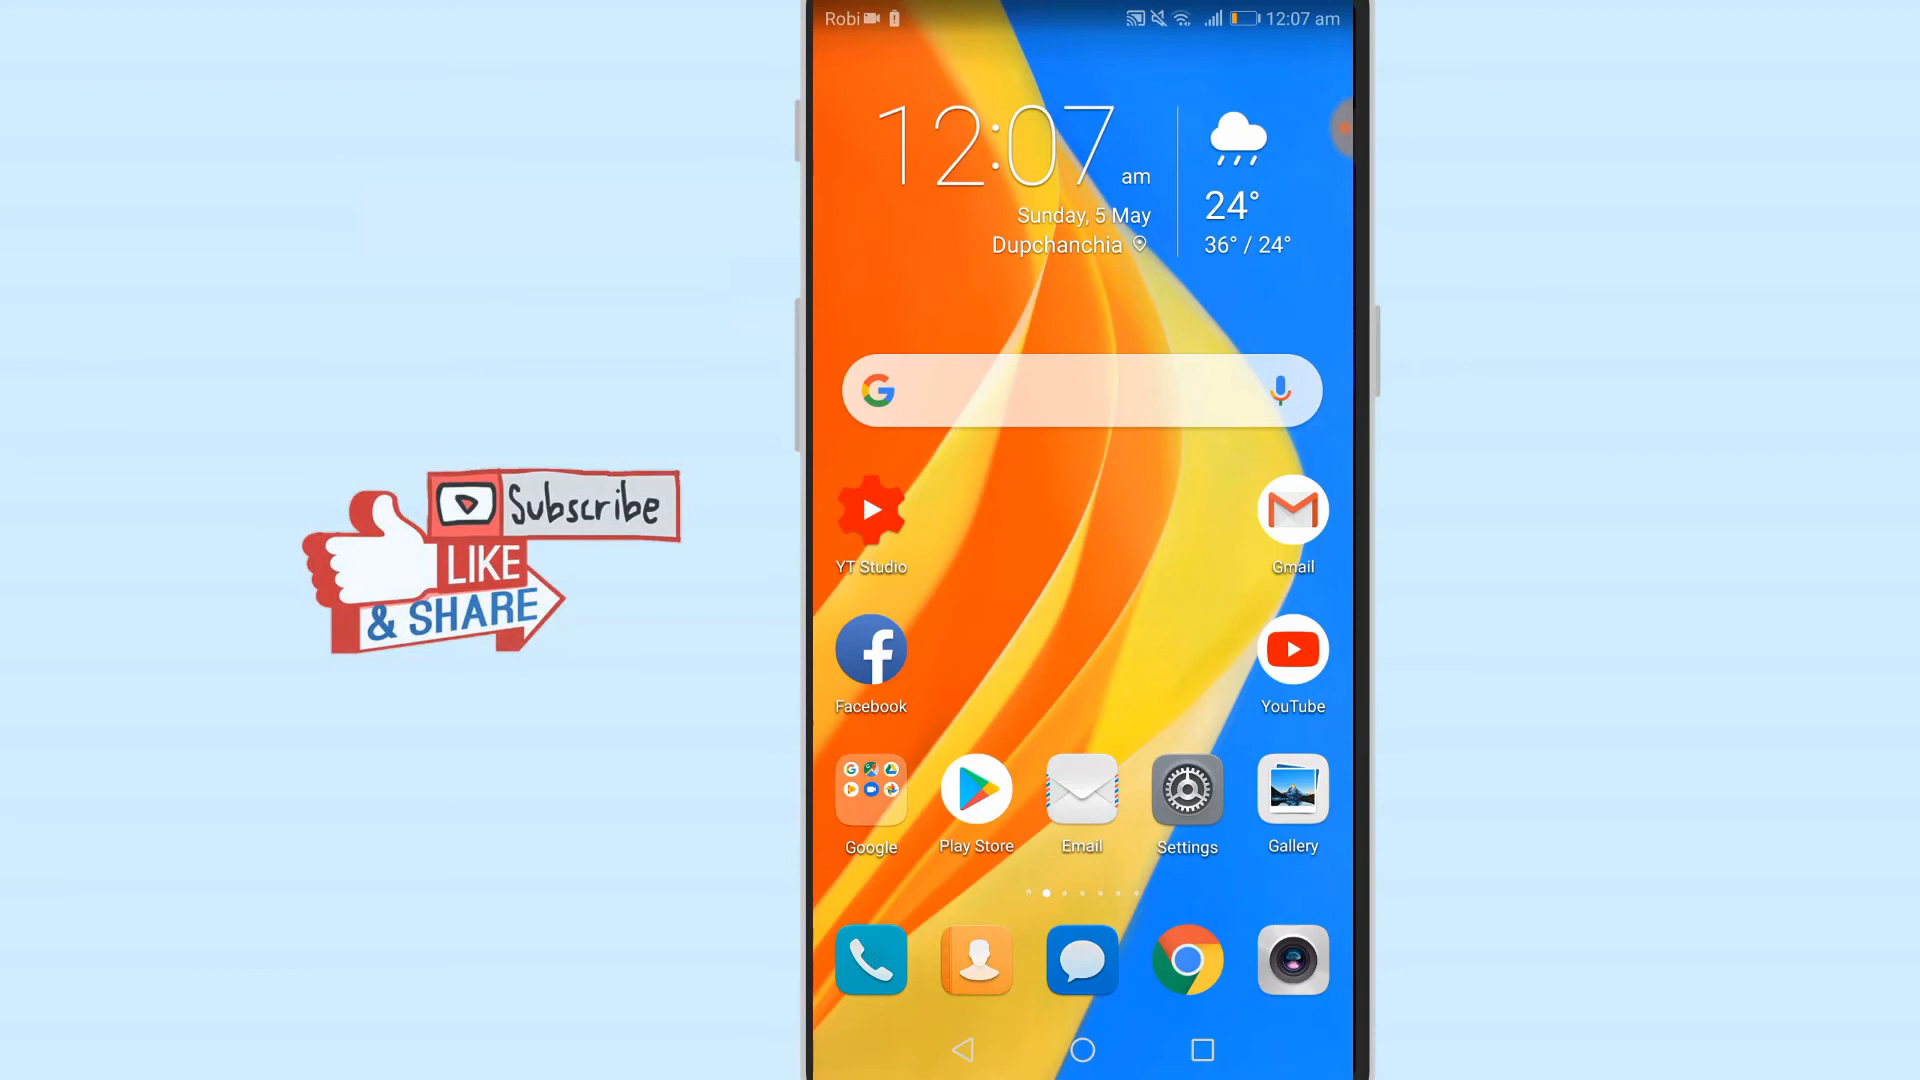 Robi
12:07 am
12:07 am
Sunday, 5 May
Dupchanchia
24°
36° / 24°
YT Studio
Gmail
Subscribe
LIKE
& SHARE
Facebook
YouTube
Google
Play Store
Email
Settings
Gallery